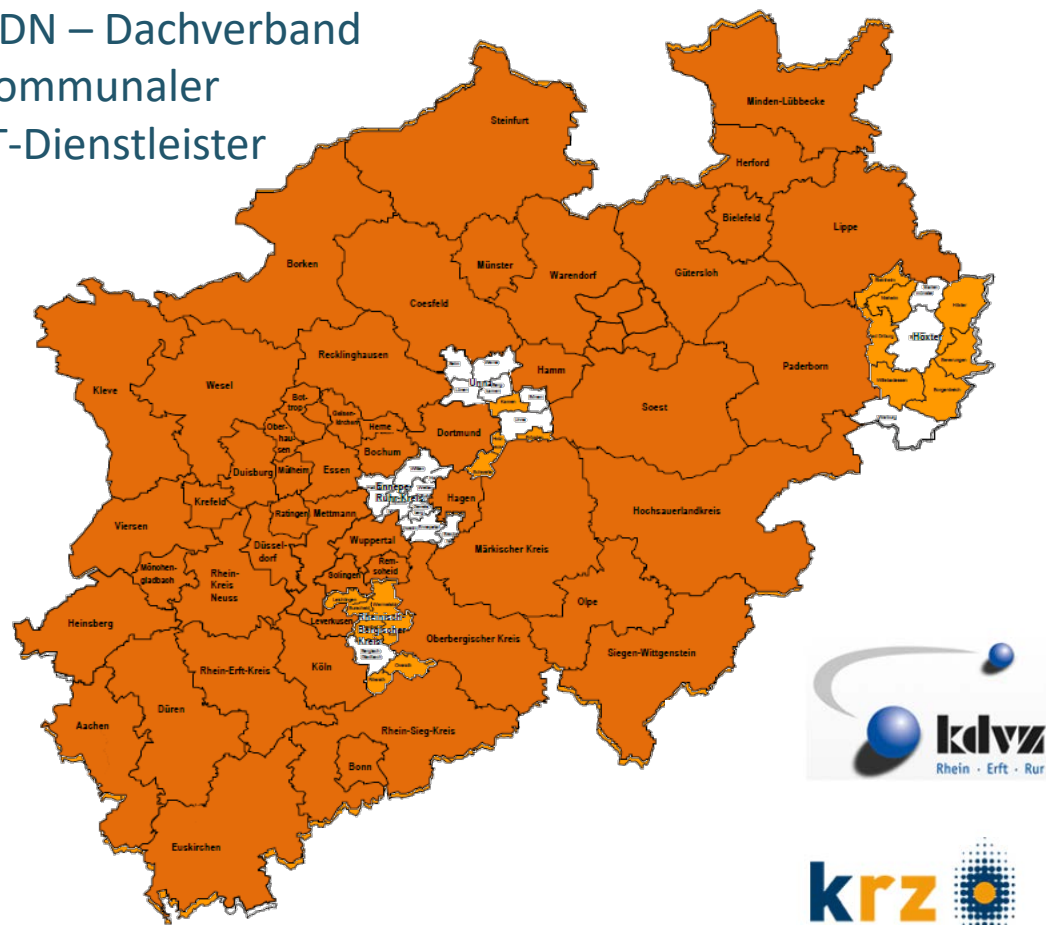 DN – Dachverband
ommunaler
T-Dienstleister
Minden-Lübbecke
Steinfurt
Herford
Bielefeld
Lippe
Borken
Münster
Warendorf
Gütersloh
Coesfeld
Höxter
Recklinghausen
Paderborn
Kleve
Wesel
Hamm
Unna
Soest
Bot-
trop
Gelsen-
kirchen
Herne
Dortmund
Ober-
hau-
sen
Bochum
Duisburg
Mülheim
Essen
Ennepe
Ruhr-Kreis
Hagen
Krefeld
Ratingen
Mettmann
Hochsauerlandkreis
Viersen
Düssel-
dorf
Wuppertal
Märkischer Kreis
Mönchen-
gladbach
Rhein-
Kreis
Neuss
Solingen
Rem-
scheid
Olpe
Heinsberg
Leverkusen
Bergischer
Kreis
Oberbergischer Kreis
Siegen-Wittgenstein
Rhein-Erft-Kreis
Köln
Düren
Aachen
Rhein-Sieg-Kreis
Bonn
Euskirchen
kdvz
Rhein · Erft · Rur
krz